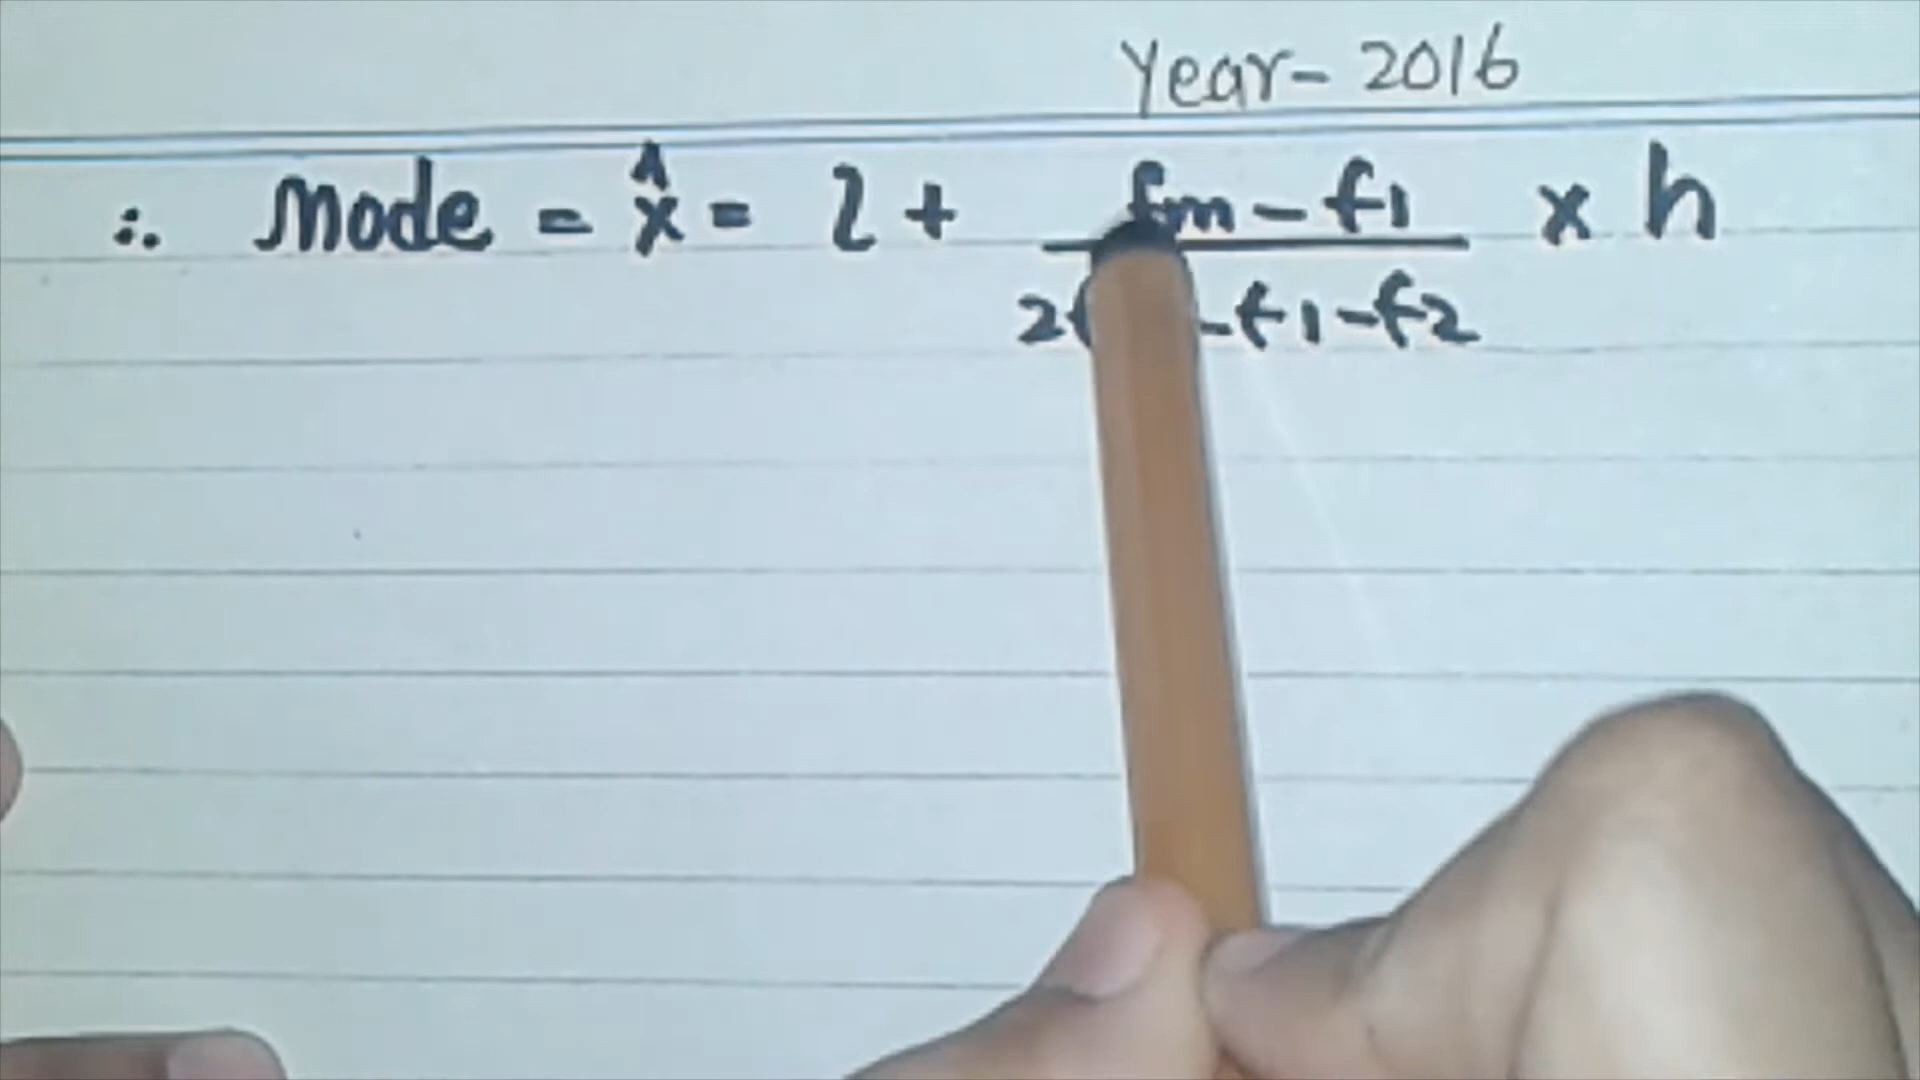 Year - 2016
∴ Mode = x̂ = l + fm - f1 × h
2 - f1 - f2